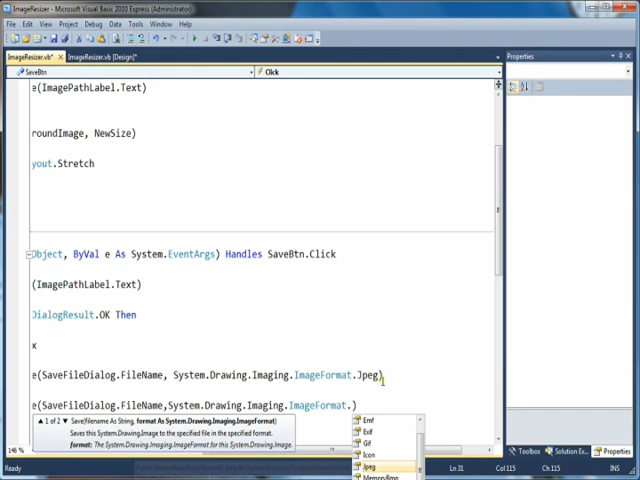 ImageResizer.vb - Microsoft Visual Basic 2010 Express (Administrator)
File Edit View Project Debug Data Tools Window Help
ImageResizer.vb* ImageResizer.vb [Design]*
Properties
SaveBtn
Click
e(ImagePathLabel.Text)
roundImage, NewSize)
yout.Stretch
Object, ByVal e As System.EventArgs) Handles SaveBtn.Click
(ImagePathLabel.Text)
DialogResult.OK Then
x
e(SaveFileDialog.FileName, System.Drawing.Imaging.ImageFormat.Jpeg)
e(SaveFileDialog.FileName,System.Drawing.Imaging.ImageFormat.)
1 of 2 Save(filename As String, format As System.Drawing.Imaging.ImageFormat)
Saves this System.Drawing.Image to the specified file in the specified format.
format: The System.Drawing.Imaging.ImageFormat for this System.Drawing.Image.
Emf
Exif
Gif
Icon
Jpeg
MemoryBmp
146 %
Toolbox Solution Ex... Properties
Ready
Ln 31 Col 115 Ch 115